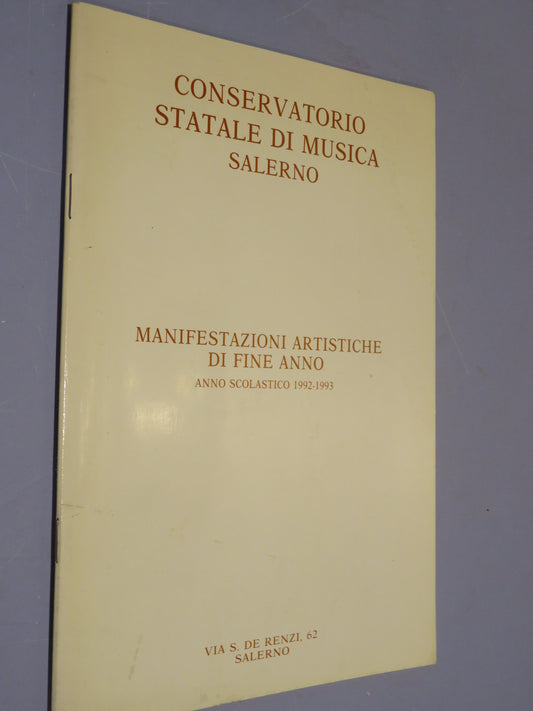 CONSERVATORIO
STATALE DI MUSICA
SALERNO
MANIFESTAZIONI ARTISTICHE
DI FINE ANNO
ANNO SCOLASTICO 1992-1993
VIA S. DE RENZI, 62
SALERNO